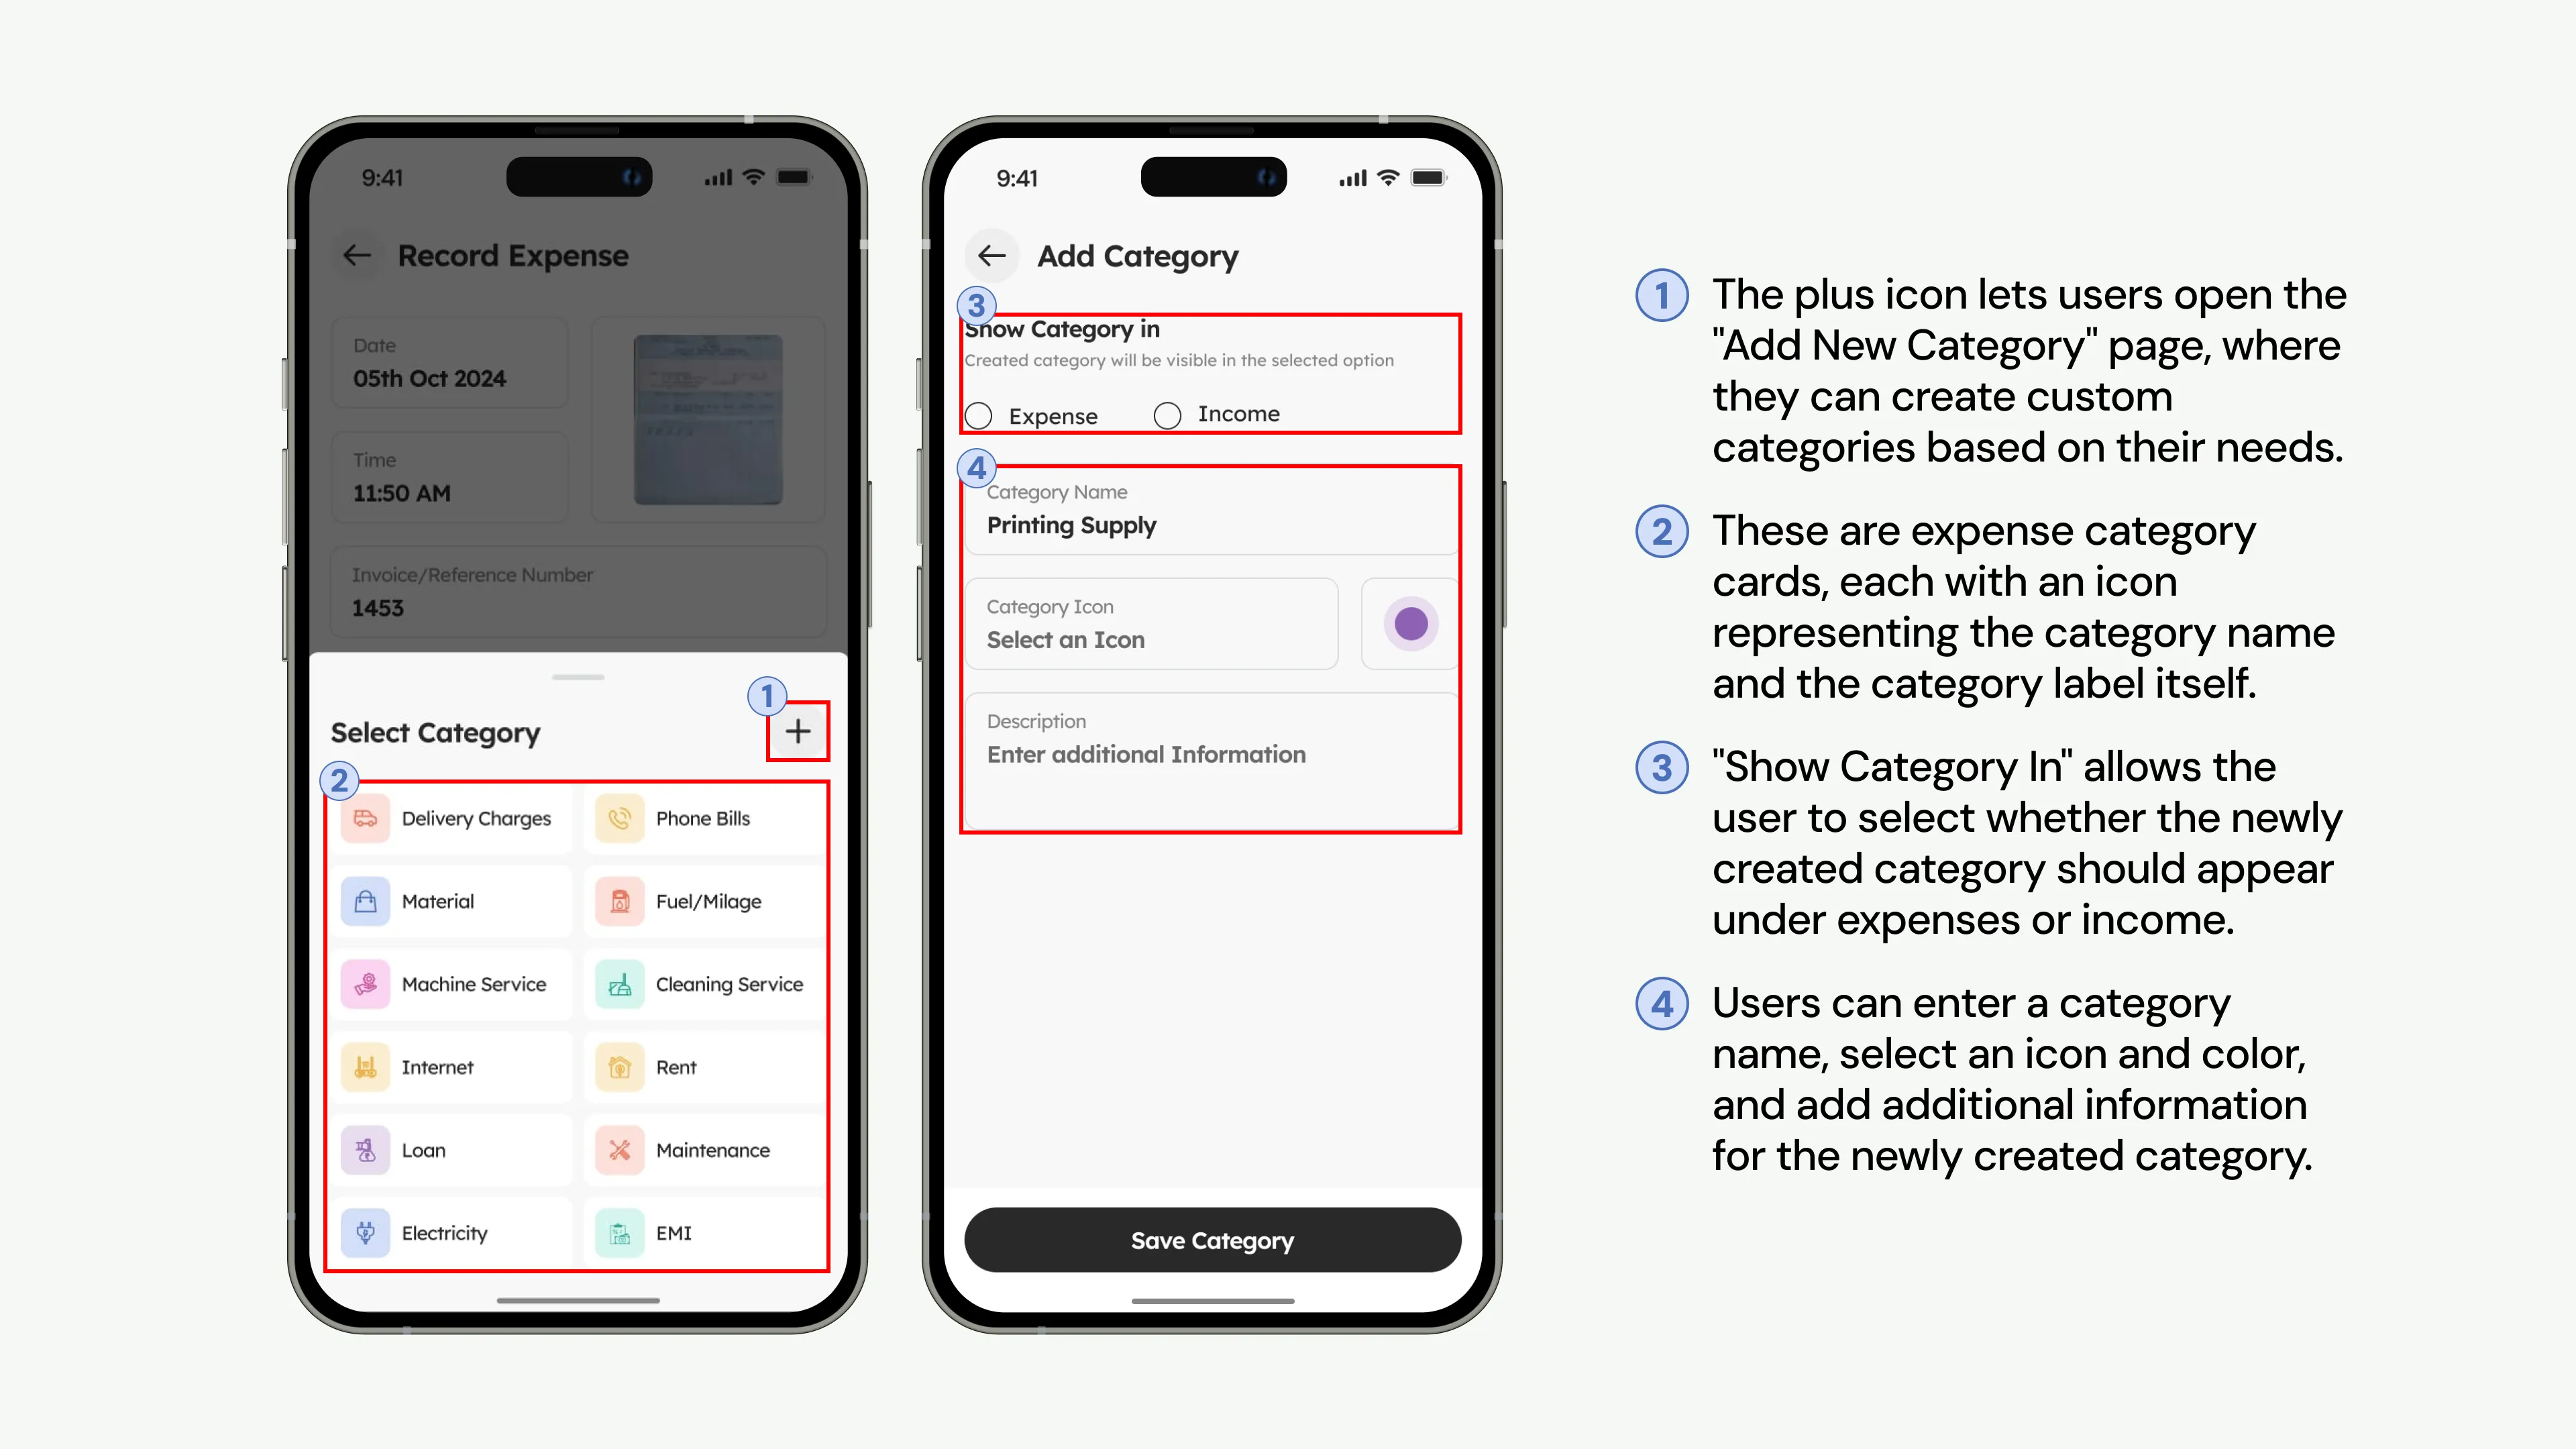 9:41
Record Expense
Date
05th Oct 2024
Time
11:50 AM
Invoice/Reference Number
1453
1
Select Category
2
Delivery Charges
Phone Bills
Material
Fuel/Milage
Machine Service
Cleaning Service
Internet
Rent
Loan
Maintenance
Electricity
EMI
9:41
Add Category
3
Show Category in
Created category will be visible in the selected option
Expense
Income
4
Category Name
Printing Supply
Category Icon
Select an Icon
Description
Enter additional Information
Save Category
1 The plus icon lets users open the
"Add New Category" page, where
they can create custom
categories based on their needs.
2 These are expense category
cards, each with an icon
representing the category name
and the category label itself.
3 "Show Category In" allows the
user to select whether the newly
created category should appear
under expenses or income.
4 Users can enter a category
name, select an icon and color,
and add additional information
for the newly created category.